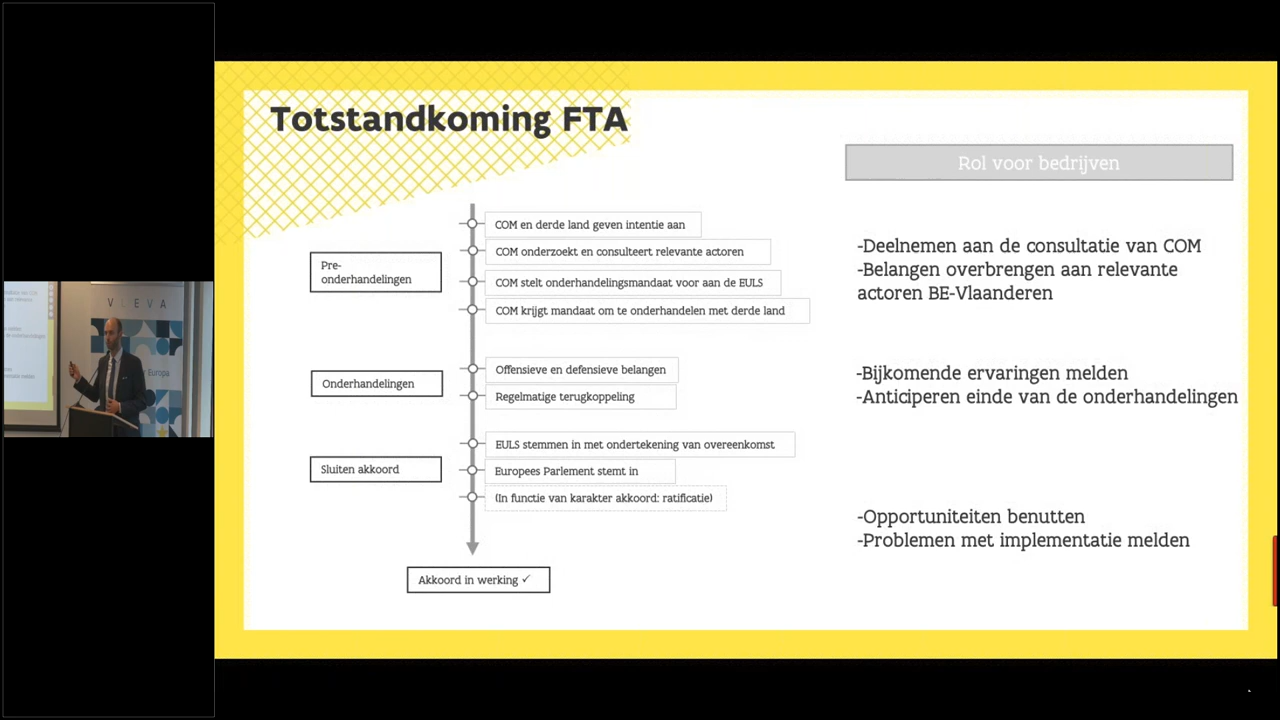 Totstandkoming FTA
Rol voor bedrijven
COM en derde land geven intentie aan
COM onderzoekt en consulteert relevante actoren
Pre-
onderhandelingen
COM stelt onderhandelingsmandaat voor aan de EULS
COM krijgt mandaat om te onderhandelen met derde land
-Deelnemen aan de consultatie van COM
-Belangen overbrengen aan relevante
actoren BE-Vlaanderen
Onderhandelingen
Offensieve en defensieve belangen
Regelmatige terugkoppeling
-Bijkomende ervaringen melden
-Anticiperen einde van de onderhandelingen
Sluiten akkoord
EULS stemmen in met ondertekening van overeenkomst
Europees Parlement stemt in
(In functie van karakter akkoord: ratificatie)
-Opportuniteiten benutten
-Problemen met implementatie melden
Akkoord in werking ✓
VLEVA
Europa